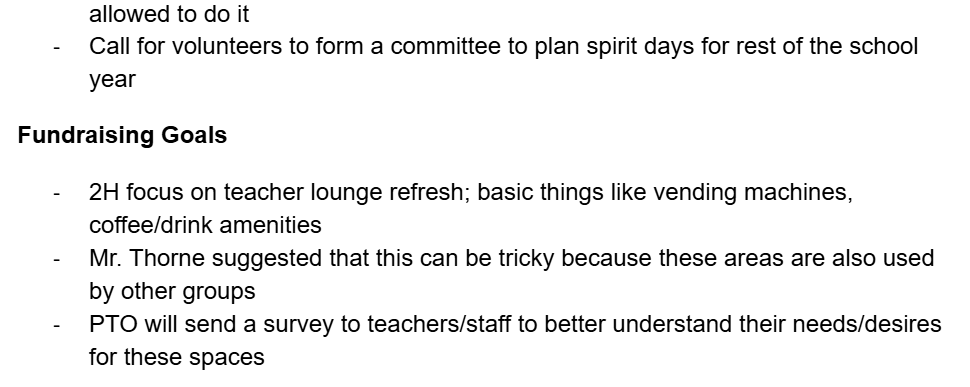 allowed to do it
- Call for volunteers to form a committee to plan spirit days for rest of the school
year
Fundraising Goals
- 2H focus on teacher lounge refresh; basic things like vending machines,
coffee/drink amenities
- Mr. Thorne suggested that this can be tricky because these areas are also used
by other groups
- PTO will send a survey to teachers/staff to better understand their needs/desires
for these spaces